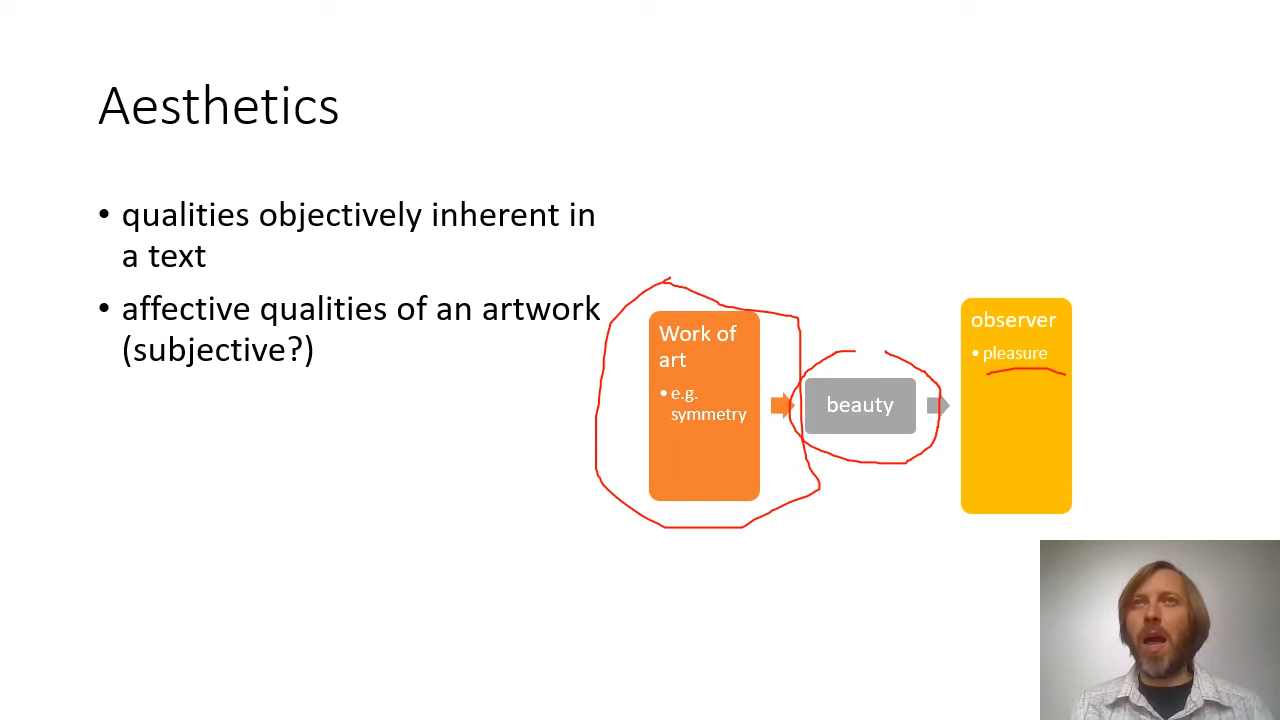 Aesthetics
• qualities objectively inherent in
a text
• affective qualities of an artwork
(subjective?)
Work of
art
• e.g.
symmetry
beauty
observer
• pleasure